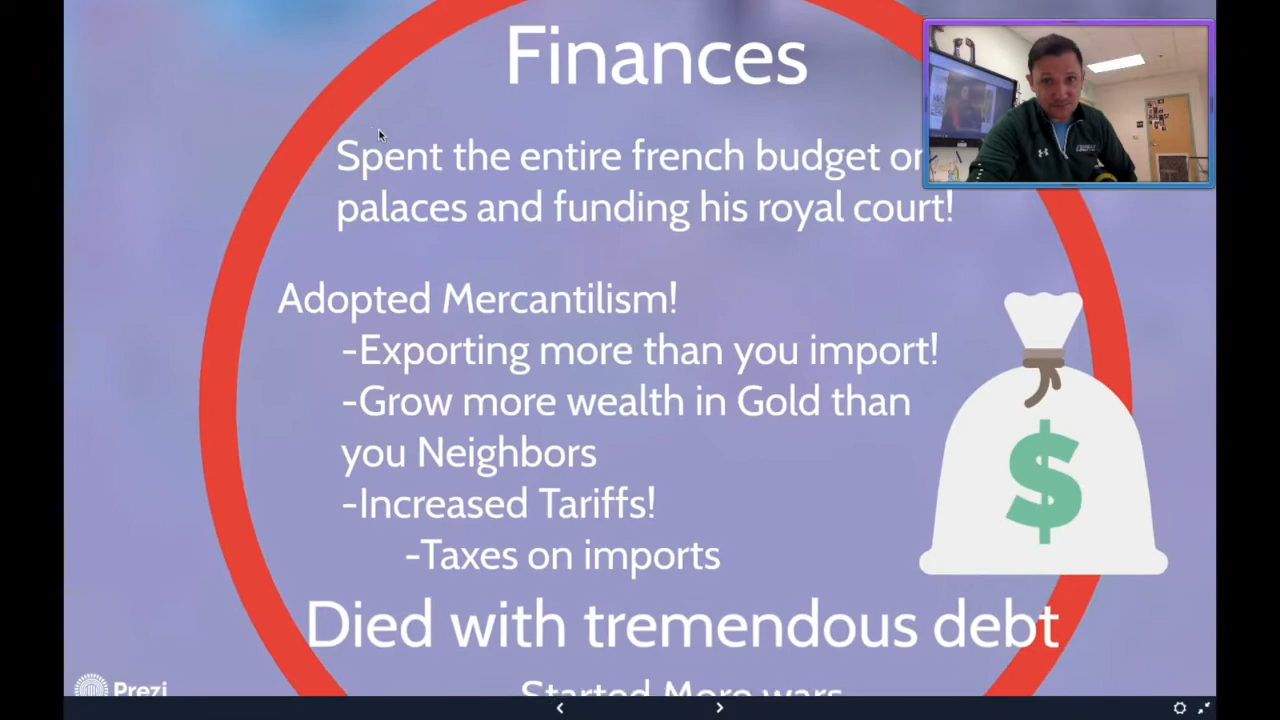 Finances
Spent the entire french budget on
palaces and funding his royal court!
Adopted Mercantilism!
-Exporting more than you import!
-Grow more wealth in Gold than
you Neighbors
-Increased Tariffs!
-Taxes on imports
$
Died with tremendous debt
Started More wars
Prezi